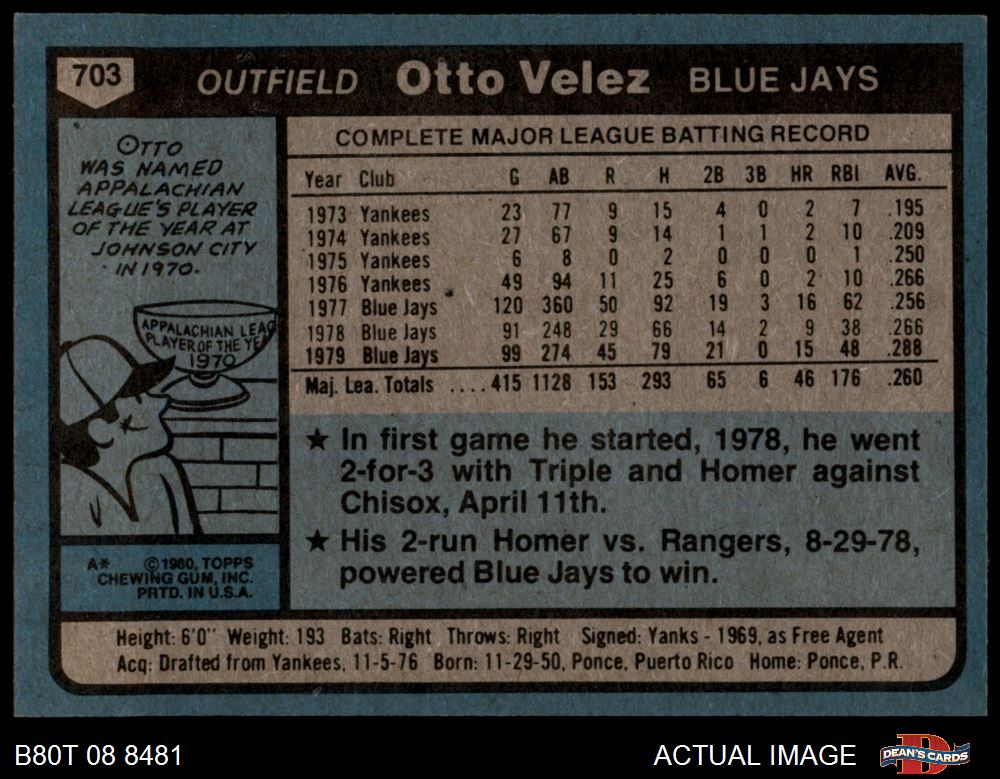 703 OUTFIELD Otto Velez BLUE JAYS
OTTO
WAS NAMED
APPALACHIAN
LEAGUE'S PLAYER
OF THE YEAR AT
JOHNSON CITY
IN 1970.
APPALACHIAN LEAG
PLAYER OF THE YEA
1970
A* ©1980, TOPPS
CHEWING GUM, INC.
PRTD. IN U.S.A.
COMPLETE MAJOR LEAGUE BATTING RECORD
Year Club G AB R H 2B 3B HR RBI AVG.
1973 Yankees 23 77 9 15 4 0 2 7 .195
1974 Yankees 27 67 9 14 1 1 2 10 .209
1975 Yankees 6 8 0 2 0 0 0 1 .250
1976 Yankees 49 94 11 25 6 0 2 10 .266
1977 Blue Jays 120 360 50 92 19 3 16 62 .256
1978 Blue Jays 91 248 29 66 14 2 9 38 .266
1979 Blue Jays 99 274 45 79 21 0 15 48 .288
Maj. Lea. Totals ....415 1128 153 293 65 6 46 176 .260
★ In first game he started, 1978, he went
2-for-3 with Triple and Homer against
Chisox, April 11th.
★ His 2-run Homer vs. Rangers, 8-29-78,
powered Blue Jays to win.
Height: 6'0" Weight: 193 Bats: Right Throws: Right Signed: Yanks - 1969, as Free Agent
Acq: Drafted from Yankees, 11-5-76 Born: 11-29-50, Ponce, Puerto Rico Home: Ponce, P.R.
B80T 08 8481 ACTUAL IMAGE DEAN'S CARDS